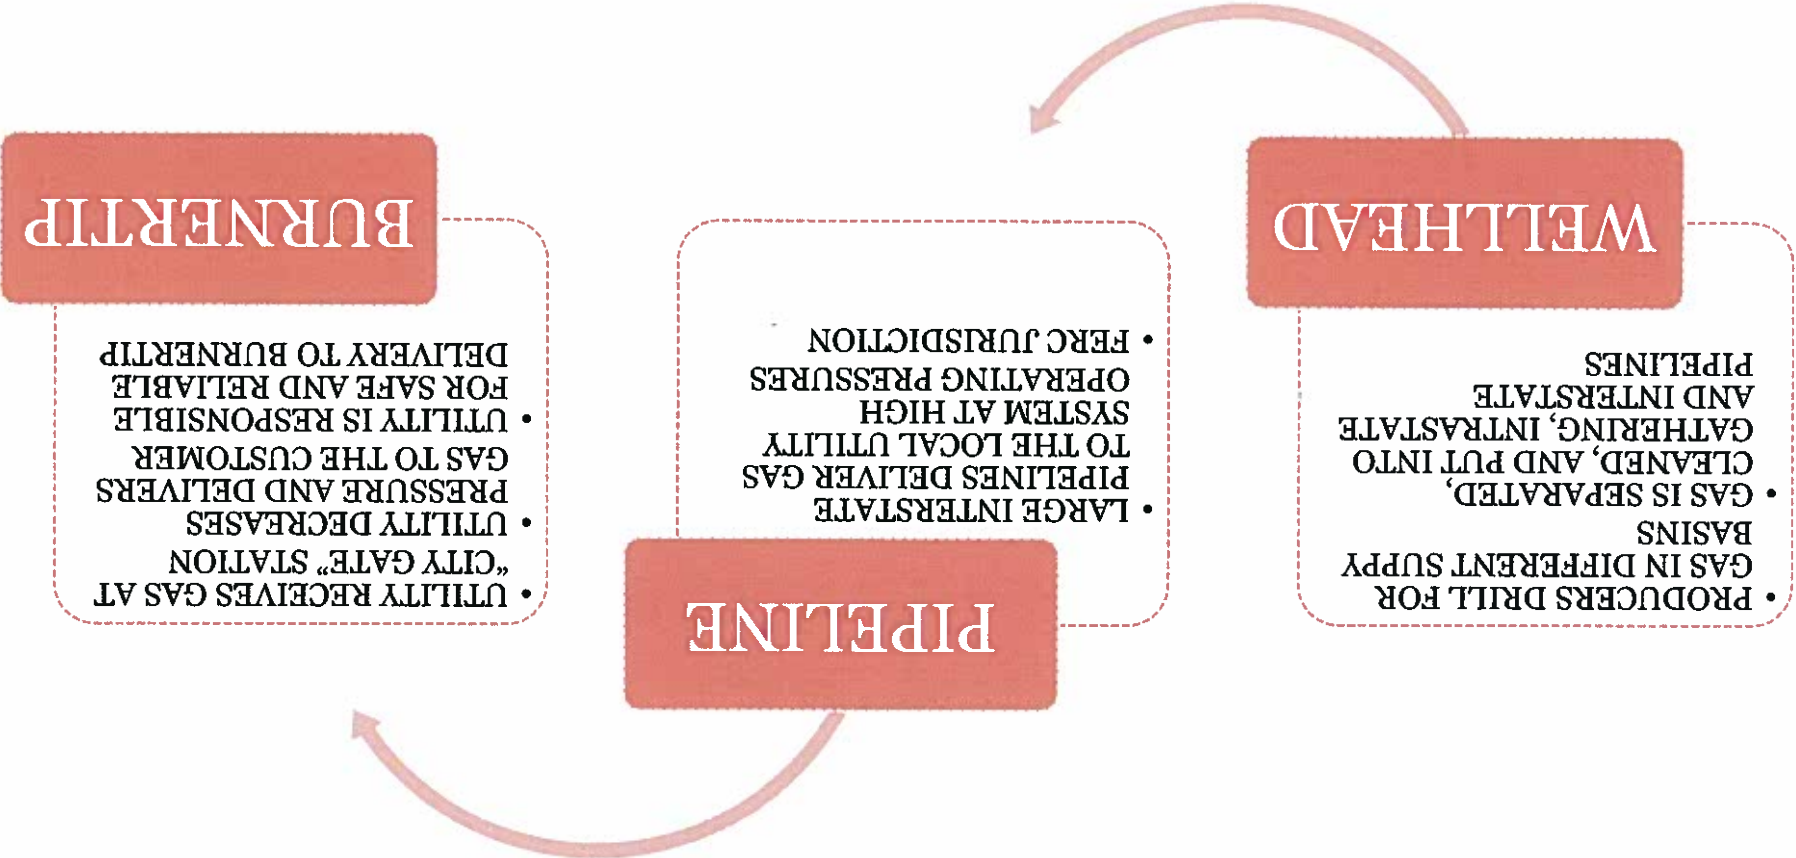 • PRODUCERS DRILL FOR
GAS IN DIFFERENT SUPPY
BASINS
• GAS IS SEPARATED,
CLEANED, AND PUT INTO
GATHERING, INTRASTATE
AND INTERSTATE
PIPELINES
WELLHEAD
PIPELINE
• LARGE INTERSTATE
PIPELINES DELIVER GAS
TO THE LOCAL UTILITY
SYSTEM AT HIGH
OPERATING PRESSURES
• FERC JURISDICTION
• UTILITY RECEIVES GAS AT
"CITY GATE" STATION
• UTILITY DECREASES
PRESSURE AND DELIVERS
GAS TO THE CUSTOMER
• UTILITY IS RESPONSIBLE
FOR SAFE AND RELIABLE
DELIVERY TO BURNERTIP
BURNERTIP